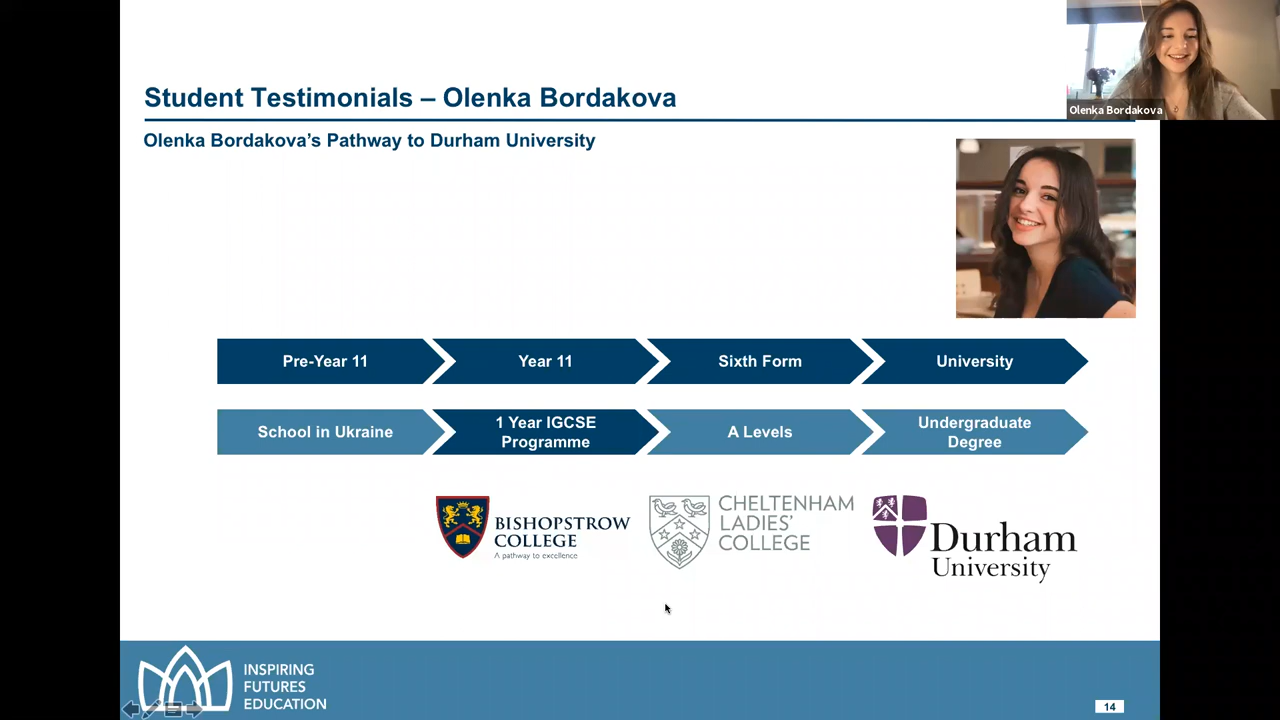 Olenka Bordakova
Student Testimonials – Olenka Bordakova
Olenka Bordakova’s Pathway to Durham University
Pre-Year 11
Year 11
Sixth Form
University
School in Ukraine
1 Year IGCSE
Programme
A Levels
Undergraduate
Degree
BISHOPSTROW
COLLEGE
A pathway to excellence
CHELTENHAM
LADIES’
COLLEGE
Durham
University
INSPIRING
FUTURES
EDUCATION
14